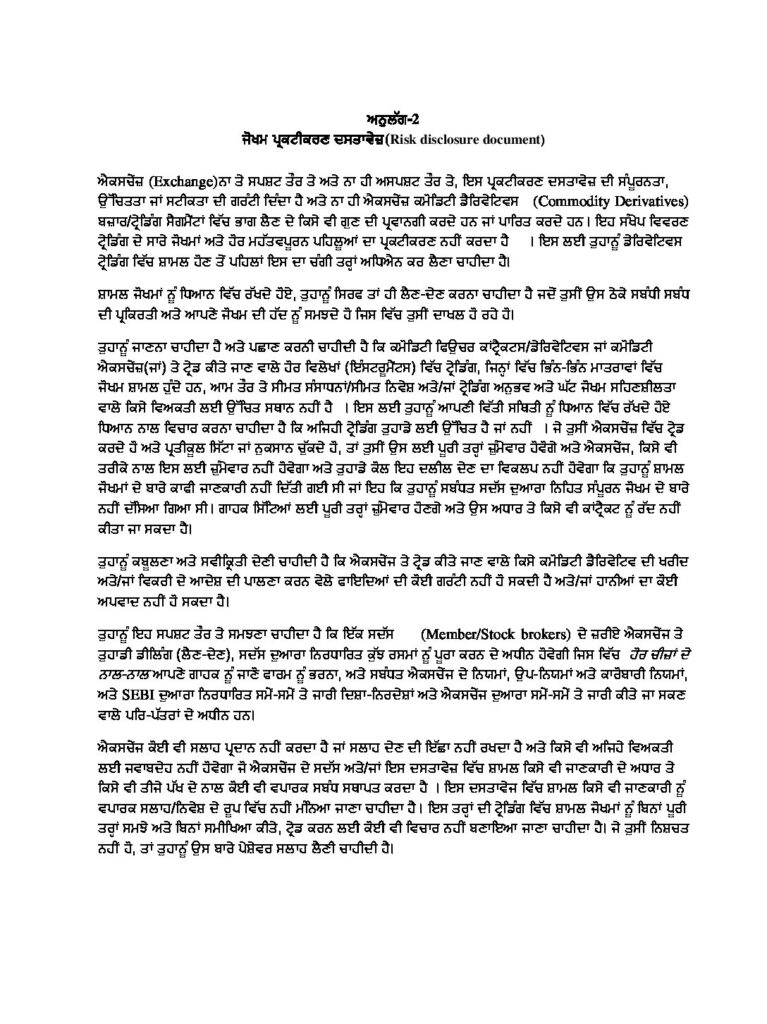 ਅਨੁਲੱਗ-2
ਜੋਖਮ ਪ੍ਰਕਟੀਕਰਣ ਦਸਤਾਵੇਜ਼(Risk disclosure document)
ਐਕਸਚੇਂਜ਼ (Exchange)ਨਾ ਤੇ ਸਪਸ਼ਟ ਤੌਰ ਤੇ ਅਤੇ ਨਾ ਹੀ ਅਸਪਸ਼ਟ ਤੌਰ ਤੇ, ਇਸ ਪ੍ਰਕਟੀਕਰਣ ਦਸਤਾਵੇਜ਼ ਦੀ ਸੰਪੂਰਨਤਾ,
ਉੱਚਿਤਤਾ ਜਾਂ ਸਟੀਕਤਾ ਦੀ ਗਰੰਟੀ ਦਿੰਦਾ ਹੈ ਅਤੇ ਨਾ ਹੀ ਐਕਸਚੇਂਜ਼ ਕਮੋਡਿਟੀ ਡੈਰਿਵੇਟਿਵਸ (Commodity Derivatives)
ਬਜ਼ਾਰ/ਟ੍ਰੇਡਿੰਗ ਸੈਗਮੈਂਟਾਂ ਵਿੱਚ ਭਾਗ ਲੈਣ ਦੇ ਕਿਸੇ ਵੀ ਗੁਣ ਦੀ ਪ੍ਰਵਾਨਗੀ ਕਰਦੇ ਹਨ ਜਾਂ ਪਾਰਿਤ ਕਰਦੇ ਹਨ। ਇਹ ਸੰਖੇਪ ਵਿਵਰਣ
ਟ੍ਰੇਡਿੰਗ ਦੇ ਸਾਰੇ ਜੋਖਮਾਂ ਅਤੇ ਹੋਰ ਮਹੱਤਵਪੂਰਨ ਪਹਿਲੂਆਂ ਦਾ ਪ੍ਰਕਟੀਕਰਣ ਨਹੀਂ ਕਰਦਾ ਹੈ । ਇਸ ਲਈ ਤੁਹਾਨੂੰ ਡੇਰਿਵੇਟਿਵਸ
ਟ੍ਰੇਡਿੰਗ ਵਿੱਚ ਸ਼ਾਮਲ ਹੋਣ ਤੋਂ ਪਹਿਲਾਂ ਇਸ ਦਾ ਚੰਗੀ ਤਰ੍ਹਾਂ ਅਧਿਐਨ ਕਰ ਲੈਣਾ ਚਾਹੀਦਾ ਹੈ।
ਸ਼ਾਮਲ ਜੋਖਮਾਂ ਨੂੰ ਧਿਆਨ ਵਿੱਚ ਰੱਖਦੇ ਹੋਏ, ਤੁਹਾਨੂੰ ਸਿਰਫ ਤਾਂ ਹੀ ਲੈਣ-ਦੇਣ ਕਰਨਾ ਚਾਹੀਦਾ ਹੈ ਜਦੋਂ ਤੁਸੀਂ ਉਸ ਠੇਕੇ ਸਬੰਧੀ ਸਬੰਧ
ਦੀ ਪ੍ਰਕਿਰਤੀ ਅਤੇ ਆਪਣੇ ਜੋਖਮ ਦੀ ਹੱਦ ਨੂੰ ਸਮਝਦੇ ਹੋ ਜਿਸ ਵਿੱਚ ਤੁਸੀਂ ਦਾਖਲ ਹੋ ਰਹੇ ਹੋ।
ਤੁਹਾਨੂੰ ਜਾਣਨਾ ਚਾਹੀਦਾ ਹੈ ਅਤੇ ਪਛਾਣ ਕਰਨੀ ਚਾਹੀਦੀ ਹੈ ਕਿ ਕਮੋਡਿਟੀ ਫਿਊਚਰ ਕਾਂਟ੍ਰੈਕਟਸ/ਡੇਰਿਵੇਟਿਵਸ ਜਾਂ ਕਮੋਡਿਟੀ
ਐਕਸਚੇਂਜ਼(ਜਾਂ) ਤੇ ਟ੍ਰੇਡ ਕੀਤੇ ਜਾਣ ਵਾਲੇ ਹੋਰ ਵਿਲੇਖਾਂ (ਇੰਸਟਰੂਮੈਂਟਸ) ਵਿੱਚ ਟ੍ਰੇਡਿੰਗ, ਜਿਨ੍ਹਾਂ ਵਿੱਚ ਭਿੰਨ-ਭਿੰਨ ਮਾਤਰਾਵਾਂ ਵਿੱਚ
ਜੋਖਮ ਸ਼ਾਮਲ ਹੁੰਦੇ ਹਨ, ਆਮ ਤੌਰ ਤੇ ਸੀਮਤ ਸੰਸਾਧਨਾਂ/ਸੀਮਤ ਨਿਵੇਸ਼ ਅਤੇ/ਜਾਂ ਟ੍ਰੇਡਿੰਗ ਅਨੁਭਵ ਅਤੇ ਘੱਟ ਜੋਖਮ ਸਹਿਣਸ਼ੀਲਤਾ
ਵਾਲੇ ਕਿਸੇ ਵਿਅਕਤੀ ਲਈ ਉੱਚਿਤ ਸਥਾਨ ਨਹੀਂ ਹੈ । ਇਸ ਲਈ ਤੁਹਾਨੂੰ ਆਪਣੀ ਵਿੱਤੀ ਸਥਿਤੀ ਨੂੰ ਧਿਆਨ ਵਿੱਚ ਰੱਖਦੇ ਹੋਏ
ਧਿਆਨ ਨਾਲ ਵਿਚਾਰ ਕਰਨਾ ਚਾਹੀਦਾ ਹੈ ਕਿ ਅਜਿਹੀ ਟ੍ਰੇਡਿੰਗ ਤੁਹਾਡੇ ਲਈ ਉੱਚਿਤ ਹੈ ਜਾਂ ਨਹੀਂ । ਜੇ ਤੁਸੀਂ ਐਕਸਚੇਂਜ਼ ਵਿੱਚ ਟ੍ਰੇਡ
ਕਰਦੇ ਹੋ ਅਤੇ ਪ੍ਰਤੀਕੂਲ ਸਿੱਟਾ ਜਾਂ ਨੁਕਸਾਨ ਚੁੱਕਦੇ ਹੋ, ਤਾਂ ਤੁਸੀਂ ਉਸ ਲਈ ਪੂਰੀ ਤਰ੍ਹਾਂ ਜ਼ੁੰਮੇਵਾਰ ਹੋਵੋਗੇ ਅਤੇ ਐਕਸਚੇਂਜ਼, ਕਿਸੇ ਵੀ
ਤਰੀਕੇ ਨਾਲ ਇਸ ਲਈ ਜ਼ੁੰਮੇਵਾਰ ਨਹੀਂ ਹੋਵੇਗਾ ਅਤੇ ਤੁਹਾਡੇ ਕੋਲ ਇਹ ਦਲੀਲ ਦੇਣ ਦਾ ਵਿਕਲਪ ਨਹੀਂ ਹੋਵੇਗਾ ਕਿ ਤੁਹਾਨੂੰ ਸ਼ਾਮਲ
ਜੋਖਮਾਂ ਦੇ ਬਾਰੇ ਕਾਫੀ ਜਾਣਕਾਰੀ ਨਹੀਂ ਦਿੱਤੀ ਗਈ ਸੀ ਜਾਂ ਇਹ ਕਿ ਤੁਹਾਨੂੰ ਸਬੰਧਤ ਸਦੱਸ ਦੁਆਰਾ ਨਿਹਿਤ ਸੰਪੂਰਨ ਜੋਖਮ ਦੇ ਬਾਰੇ
ਨਹੀਂ ਦੱਸਿਆ ਗਿਆ ਸੀ। ਗਾਹਕ ਸਿੱਟਿਆਂ ਲਈ ਪੂਰੀ ਤਰ੍ਹਾਂ ਜ਼ੁੰਮੇਵਾਰ ਹੋਣਗੇ ਅਤੇ ਉਸ ਅਧਾਰ ਤੇ ਕਿਸੇ ਵੀ ਕਾਂਟ੍ਰੈਕਟ ਨੂੰ ਰੱਦ ਨਹੀਂ
ਕੀਤਾ ਜਾ ਸਕਦਾ ਹੈ।
ਤੁਹਾਨੂੰ ਕਬੂਲਣਾ ਅਤੇ ਸਵੀਕ੍ਰਿਤੀ ਦੇਣੀ ਚਾਹੀਦੀ ਹੈ ਕਿ ਐਕਸਚੇਂਜ ਤੇ ਟ੍ਰੇਡ ਕੀਤੇ ਜਾਣ ਵਾਲੇ ਕਿਸੇ ਕਮੋਡਿਟੀ ਡੈਰਿਵੇਟਿਵ ਦੀ ਖਰੀਦ
ਅਤੇ/ਜਾਂ ਵਿਕਰੀ ਦੇ ਆਦੇਸ਼ ਦੀ ਪਾਲਣਾ ਕਰਨ ਵੇਲੇ ਫਾਇਦਿਆਂ ਦੀ ਕੋਈ ਗਰੰਟੀ ਨਹੀਂ ਹੋ ਸਕਦੀ ਹੈ ਅਤੇ/ਜਾਂ ਹਾਨੀਆਂ ਦਾ ਕੋਈ
ਅਪਵਾਦ ਨਹੀਂ ਹੋ ਸਕਦਾ ਹੈ।
ਤੁਹਾਨੂੰ ਇਹ ਸਪਸ਼ਟ ਤੌਰ ਤੇ ਸਮਝਣਾ ਚਾਹੀਦਾ ਹੈ ਕਿ ਇੱਕ ਸਦੱਸ (Member/Stock brokers) ਦੇ ਜ਼ਰੀਏ ਐਕਸਚੇਂਜ ਤੇ
ਤੁਹਾਡੀ ਡੀਲਿੰਗ (ਲੈਣ-ਦੇਣ), ਸਦੱਸ ਦੁਆਰਾ ਨਿਰਧਾਰਿਤ ਕੁੱਝ ਰਸਮਾਂ ਨੂੰ ਪੂਰਾ ਕਰਨ ਦੇ ਅਧੀਨ ਹੋਵੇਗੀ ਜਿਸ ਵਿੱਚ ਹੋਰ ਚੀਜ਼ਾਂ ਦੇ
ਨਾਲ-ਨਾਲ ਆਪਣੇ ਗਾਹਕ ਨੂੰ ਜਾਣੋ ਫਾਰਮ ਨੂੰ ਭਰਨਾ, ਅਤੇ ਸਬੰਧਤ ਐਕਸਚੇਂਜ ਦੇ ਨਿਯਮਾਂ, ਉਪ-ਨਿਯਮਾਂ ਅਤੇ ਕਾਰੋਬਾਰੀ ਨਿਯਮਾਂ,
ਅਤੇ SEBI ਦੁਆਰਾ ਨਿਰਧਾਰਿਤ ਸਮੇਂ-ਸਮੇਂ ਤੇ ਜਾਰੀ ਦਿਸ਼ਾ-ਨਿਰਦੇਸ਼ਾਂ ਅਤੇ ਐਕਸਚੇਂਜ ਦੁਆਰਾ ਸਮੇਂ-ਸਮੇਂ ਤੇ ਜਾਰੀ ਕੀਤੇ ਜਾ ਸਕਣ
ਵਾਲੇ ਪਰਿ-ਪੱਤਰਾਂ ਦੇ ਅਧੀਨ ਹਨ।
ਐਕਸਚੇਂਜ ਕੋਈ ਵੀ ਸਲਾਹ ਪ੍ਰਦਾਨ ਨਹੀਂ ਕਰਦਾ ਹੈ ਜਾਂ ਸਲਾਹ ਦੇਣ ਦੀ ਇੱਛਾ ਨਹੀਂ ਰਖਦਾ ਹੈ ਅਤੇ ਕਿਸੇ ਵੀ ਅਜਿਹੇ ਵਿਅਕਤੀ
ਲਈ ਜਵਾਬਦੇਹ ਨਹੀਂ ਹੋਵੇਗਾ ਜੋ ਐਕਸਚੇਂਜ ਦੇ ਸਦੱਸ ਅਤੇ/ਜਾਂ ਇਸ ਦਸਤਾਵੇਜ਼ ਵਿੱਚ ਸ਼ਾਮਲ ਕਿਸੇ ਵੀ ਜਾਣਕਾਰੀ ਦੇ ਅਧਾਰ ਤੇ
ਕਿਸੇ ਵੀ ਤੀਜੇ ਪੱਖ ਦੇ ਨਾਲ ਕੋਈ ਵੀ ਵਪਾਰਕ ਸਬੰਧ ਸਥਾਪਤ ਕਰਦਾ ਹੈ । ਇਸ ਦਸਤਾਵੇਜ ਵਿੱਚ ਸ਼ਾਮਲ ਕਿਸੇ ਵੀ ਜਾਣਕਾਰੀ ਨੂੰ
ਵਪਾਰਕ ਸਲਾਹ/ਨਿਵੇਸ਼ ਦੇ ਰੂਪ ਵਿੱਚ ਨਹੀਂ ਮੰਨਿਆ ਜਾਣਾ ਚਾਹੀਦਾ ਹੈ। ਇਸ ਤਰ੍ਹਾਂ ਦੀ ਟ੍ਰੇਡਿੰਗ ਵਿੱਚ ਸ਼ਾਮਲ ਜੋਖਮਾਂ ਨੂੰ ਬਿਨਾਂ ਪੂਰੀ
ਤਰ੍ਹਾਂ ਸਮਝੇ ਅਤੇ ਬਿਨਾਂ ਸਮੀਖਿਆ ਕੀਤੇ, ਟ੍ਰੇਡ ਕਰਨ ਲਈ ਕੋਈ ਵੀ ਵਿਚਾਰ ਨਹੀਂ ਬਣਾਇਆ ਜਾਣਾ ਚਾਹੀਦਾ ਹੈ। ਜੇ ਤੁਸੀਂ ਨਿਸ਼ਚਤ
ਨਹੀਂ ਹੋ, ਤਾਂ ਤੁਹਾਨੂੰ ਉਸ ਬਾਰੇ ਪੇਸ਼ੇਵਰ ਸਲਾਹ ਲੈਣੀ ਚਾਹੀਦੀ ਹੈ।